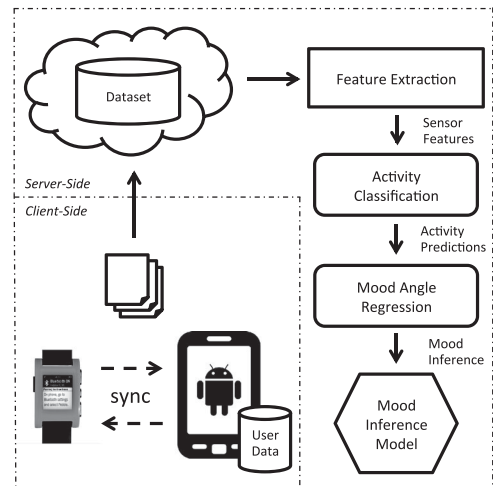 Dataset
Server-Side
Client-Side
Feature Extraction
Sensor
Features
Activity
Classification
Activity
Predictions
Mood Angle
Regression
Mood
Inference
Mood
Inference
Model
sync
User
Data